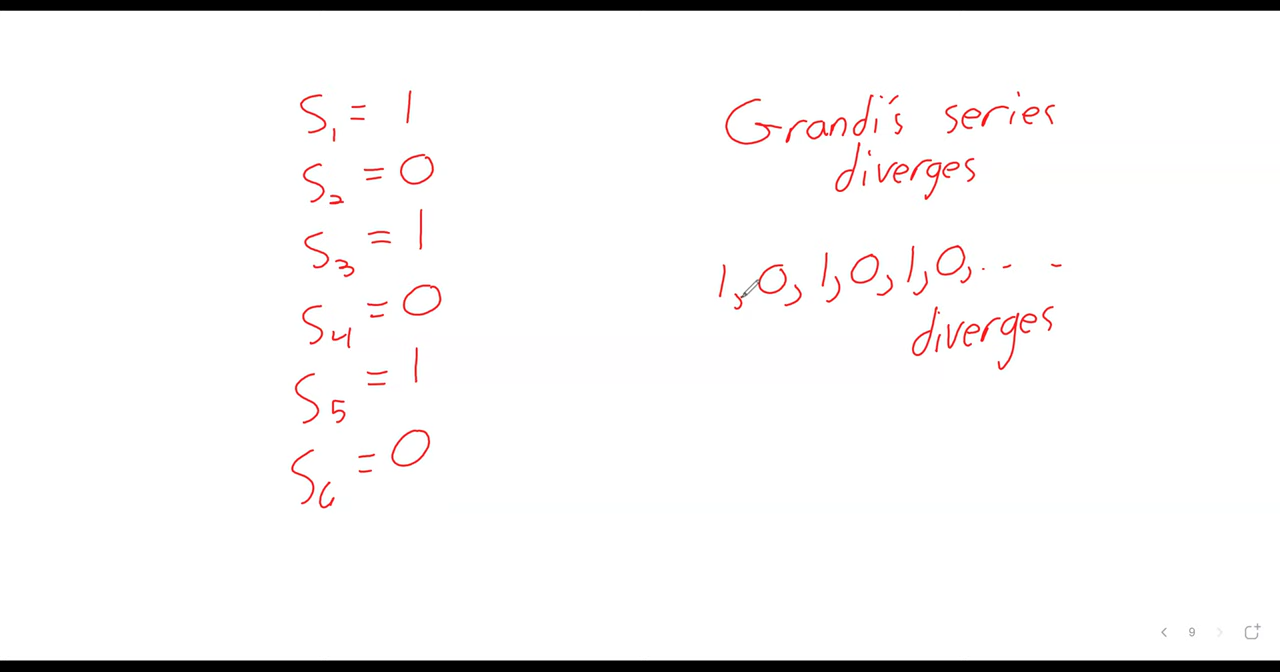 S₁ = 1
S₂ = 0
S₃ = 1
S₄ = 0
S₅ = 1
S₆ = 0
Grandi's series
diverges
1, 0, 1, 0, 1, 0, ....
diverges
9